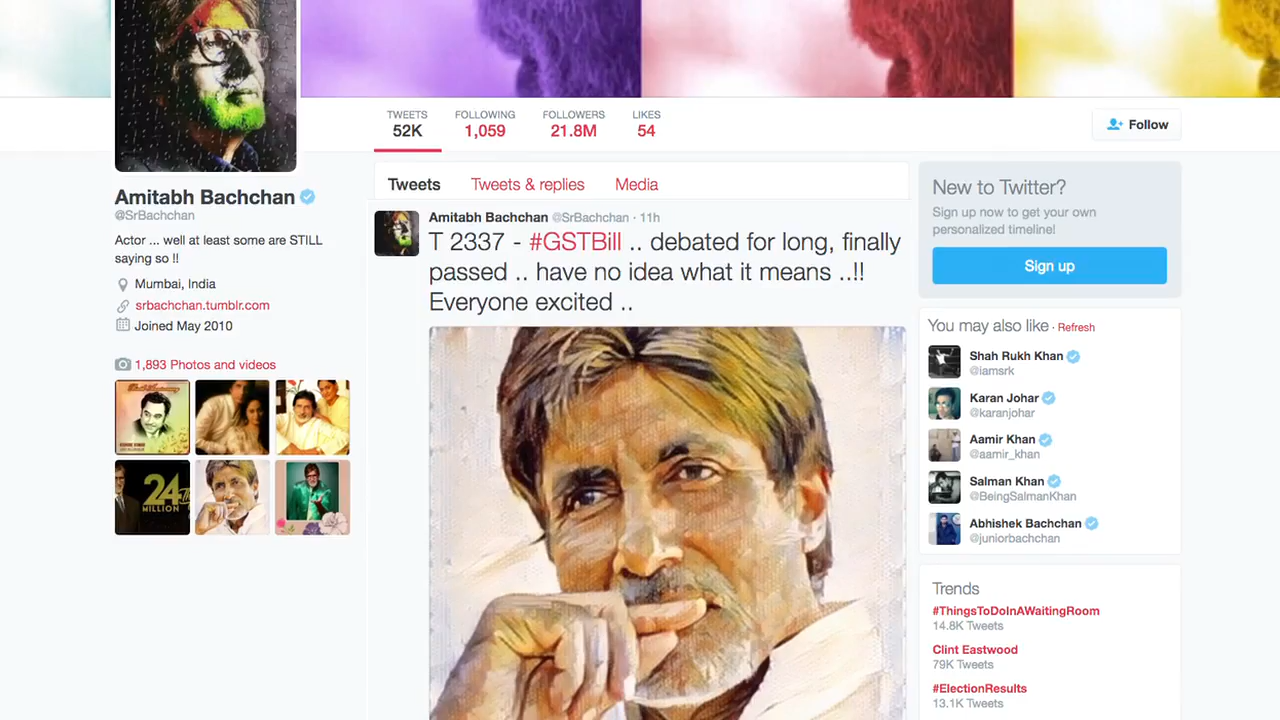 TWEETS
52K
FOLLOWING
1,059
FOLLOWERS
21.8M
LIKES
54
Follow
Amitabh Bachchan
@SrBachchan
Actor ... well at least some are STILL
saying so !!
Mumbai, India
srbachchan.tumblr.com
Joined May 2010
1,893 Photos and videos
24
MILLION
Tweets
Tweets & replies
Media
Amitabh Bachchan @SrBachchan · 11h
T 2337 - #GSTBill .. debated for long, finally
passed .. have no idea what it means ..!!
Everyone excited ..
New to Twitter?
Sign up now to get your own
personalized timeline!
Sign up
You may also like · Refresh
Shah Rukh Khan
@iamsrk
Karan Johar
@karanjohar
Aamir Khan
@aamir_khan
Salman Khan
@BeingSalmanKhan
Abhishek Bachchan
@juniorbachchan
Trends
#ThingsToDoInAWaitingRoom
14.8K Tweets
Clint Eastwood
79K Tweets
#ElectionResults
13.1K Tweets